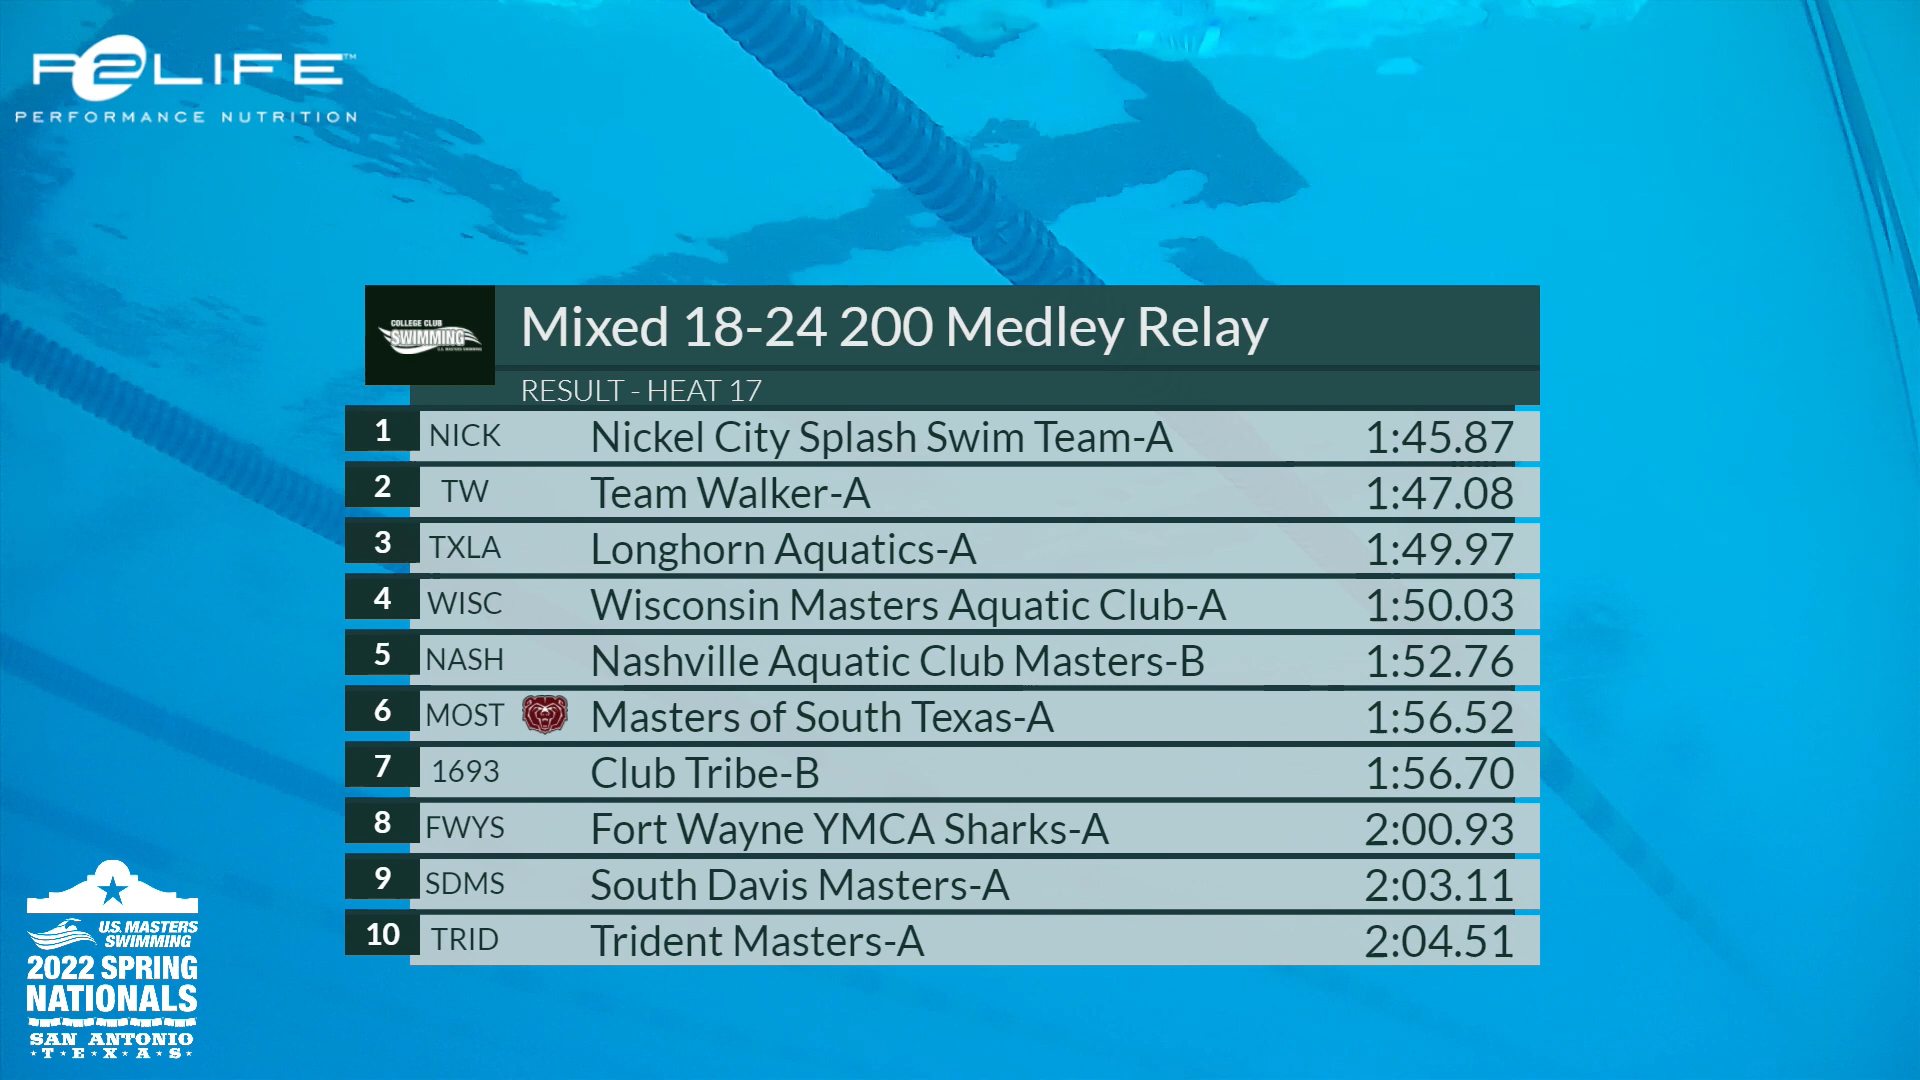 R2LIFE™
PERFORMANCE NUTRITION
COLLEGE CLUB
SWIMMING
U.S. MASTERS SWIMMING
Mixed 18-24 200 Medley Relay
RESULT - HEAT 17
1 NICK Nickel City Splash Swim Team-A 1:45.87
2 TW Team Walker-A 1:47.08
3 TXLA Longhorn Aquatics-A 1:49.97
4 WISC Wisconsin Masters Aquatic Club-A 1:50.03
5 NASH Nashville Aquatic Club Masters-B 1:52.76
6 MOST Masters of South Texas-A 1:56.52
7 1693 Club Tribe-B 1:56.70
8 FWYS Fort Wayne YMCA Sharks-A 2:00.93
9 SDMS South Davis Masters-A 2:03.11
10 TRID Trident Masters-A 2:04.51
U.S. MASTERS
SWIMMING
2022 SPRING
NATIONALS
SAN ANTONIO
T·E·X·A·S